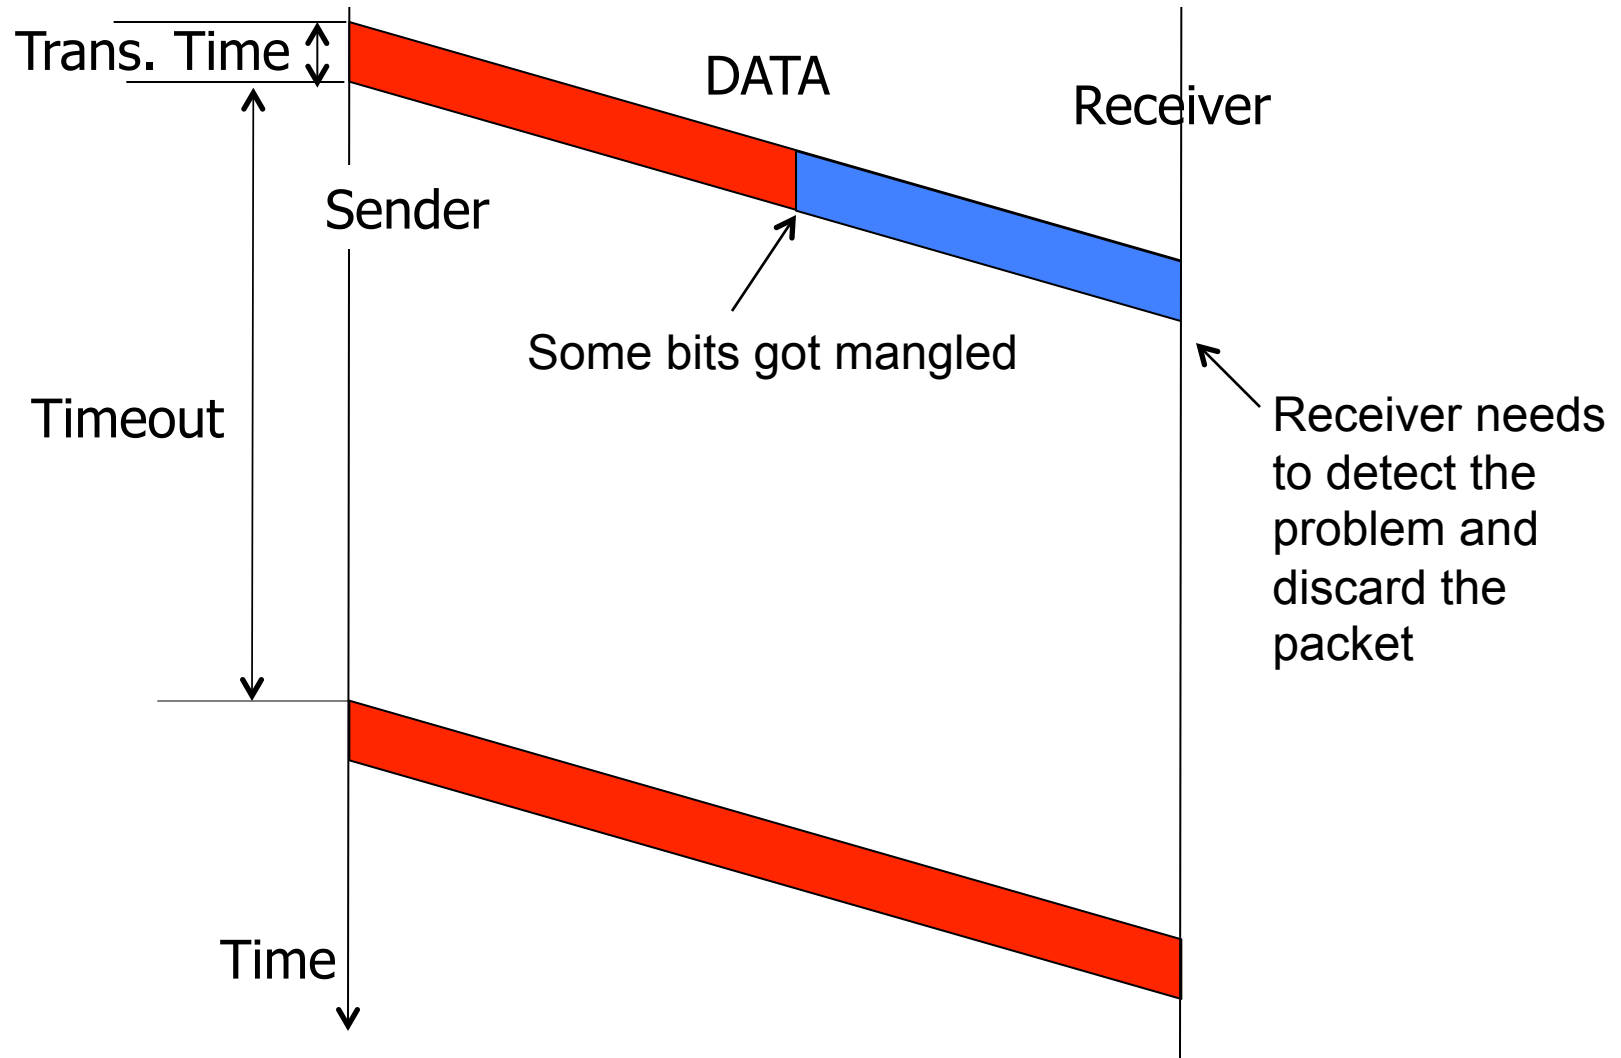 Trans. Time
DATA
Receiver
Sender
Some bits got mangled
Timeout
Receiver needs
to detect the
problem and
discard the
packet
Time